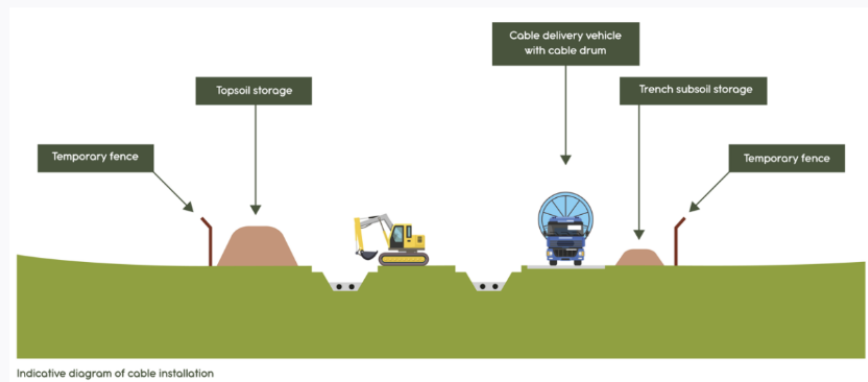 Cable delivery vehicle
with cable drum
Topsoil storage
Trench subsoil storage
Temporary fence
Temporary fence
Indicative diagram of cable installation